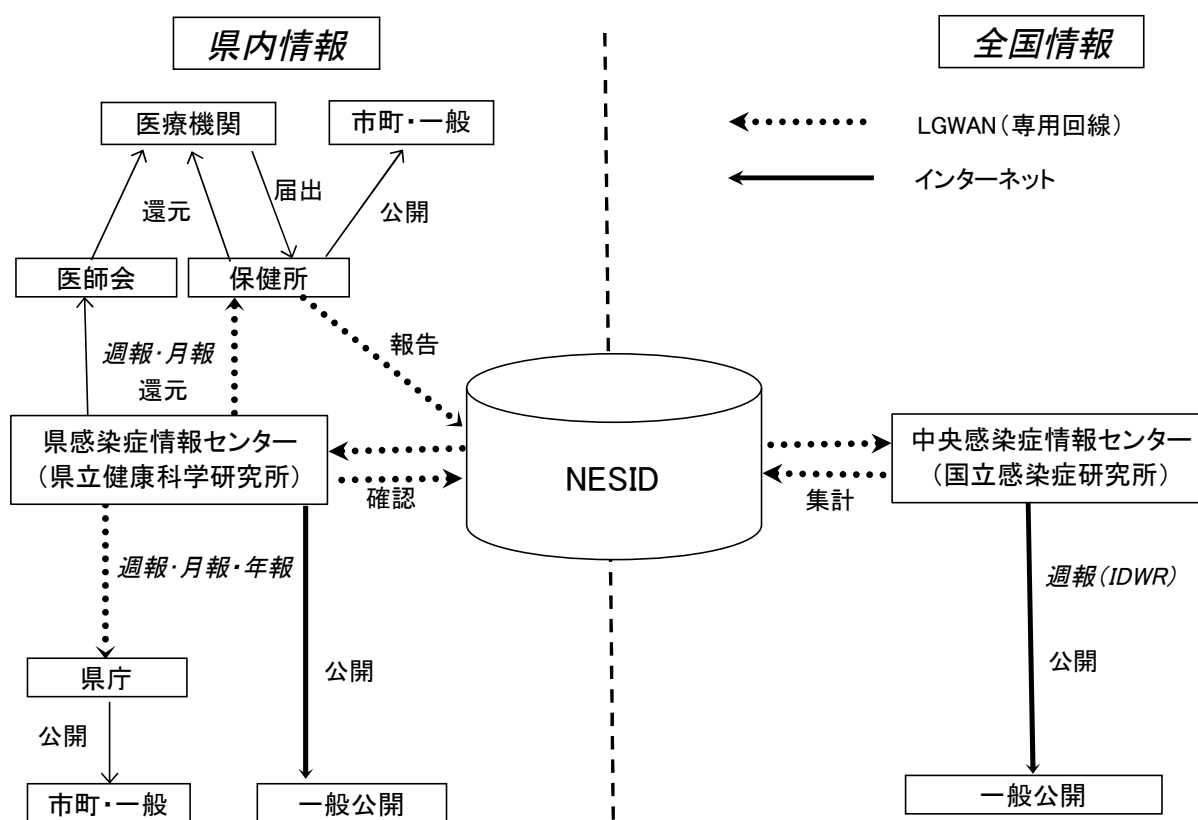 県内情報
全国情報
医療機関
市町・一般
LGWAN(専用回線)
インターネット
還元
届出
公開
医師会
保健所
週報・月報
還元
報告
県感染症情報センター
(県立健康科学研究所)
確認
NESID
集計
中央感染症情報センター
(国立感染症研究所)
週報・月報・年報
週報(IDWR)
公開
公開
県庁
公開
市町・一般
一般公開
一般公開